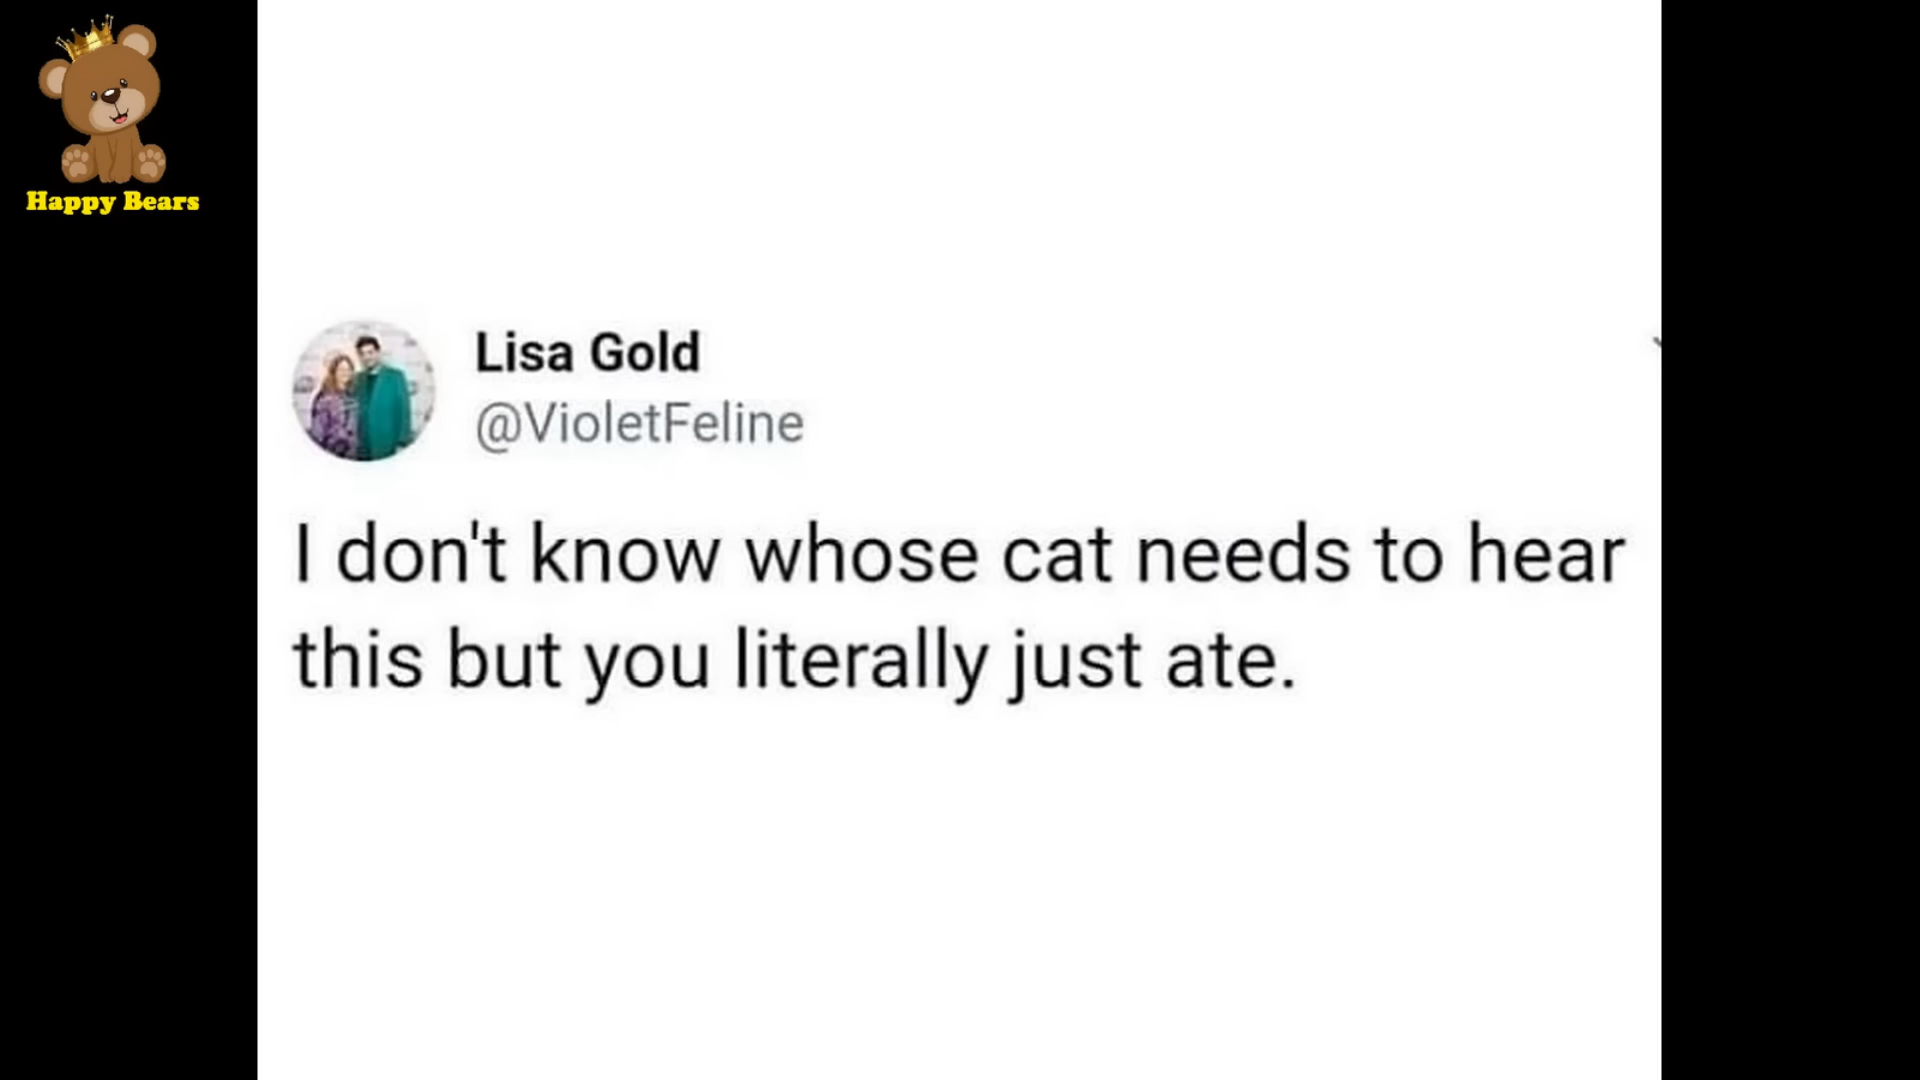 Happy Bears
Lisa Gold
@VioletFeline
I don't know whose cat needs to hear
this but you literally just ate.